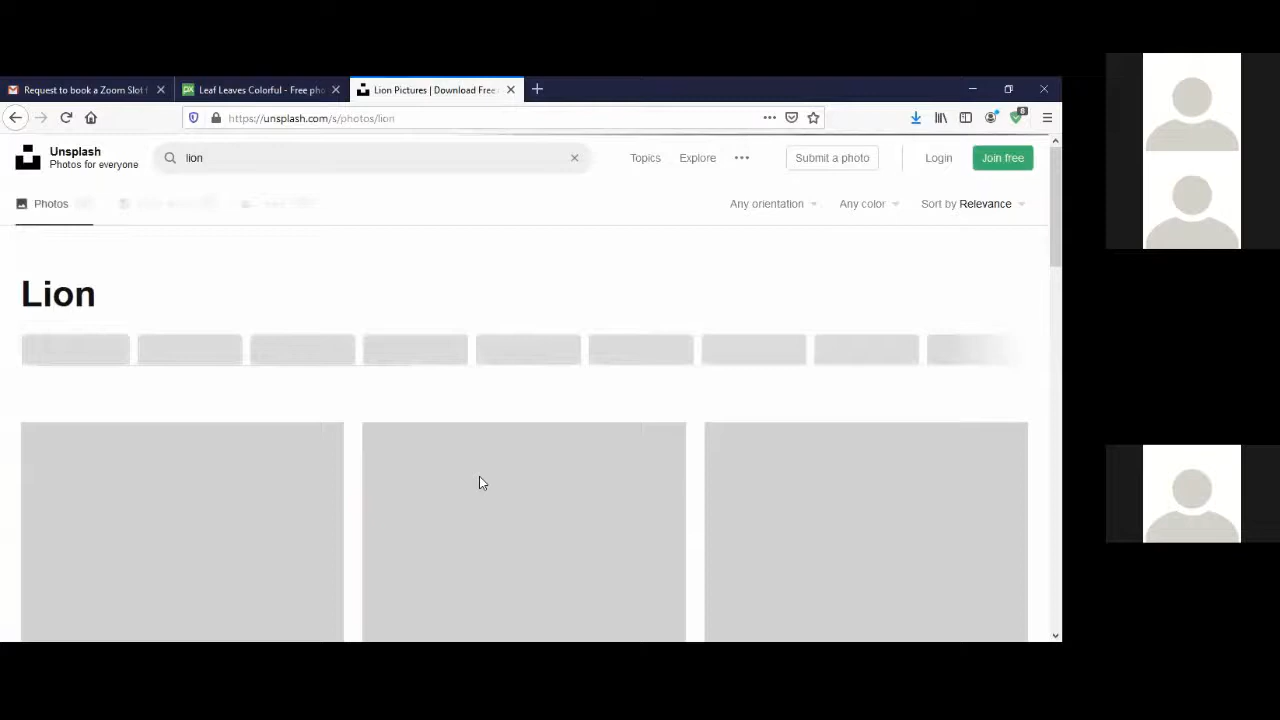 Request to book a Zoom Slot f
Leaf Leaves Colorful - Free pho
Lion Pictures | Download Free
https://unsplash.com/s/photos/lion
8
Unsplash
Photos for everyone
lion
Topics
Explore
Submit a photo
Login
Join free
Photos
Any orientation
Any color
Sort by Relevance
Lion